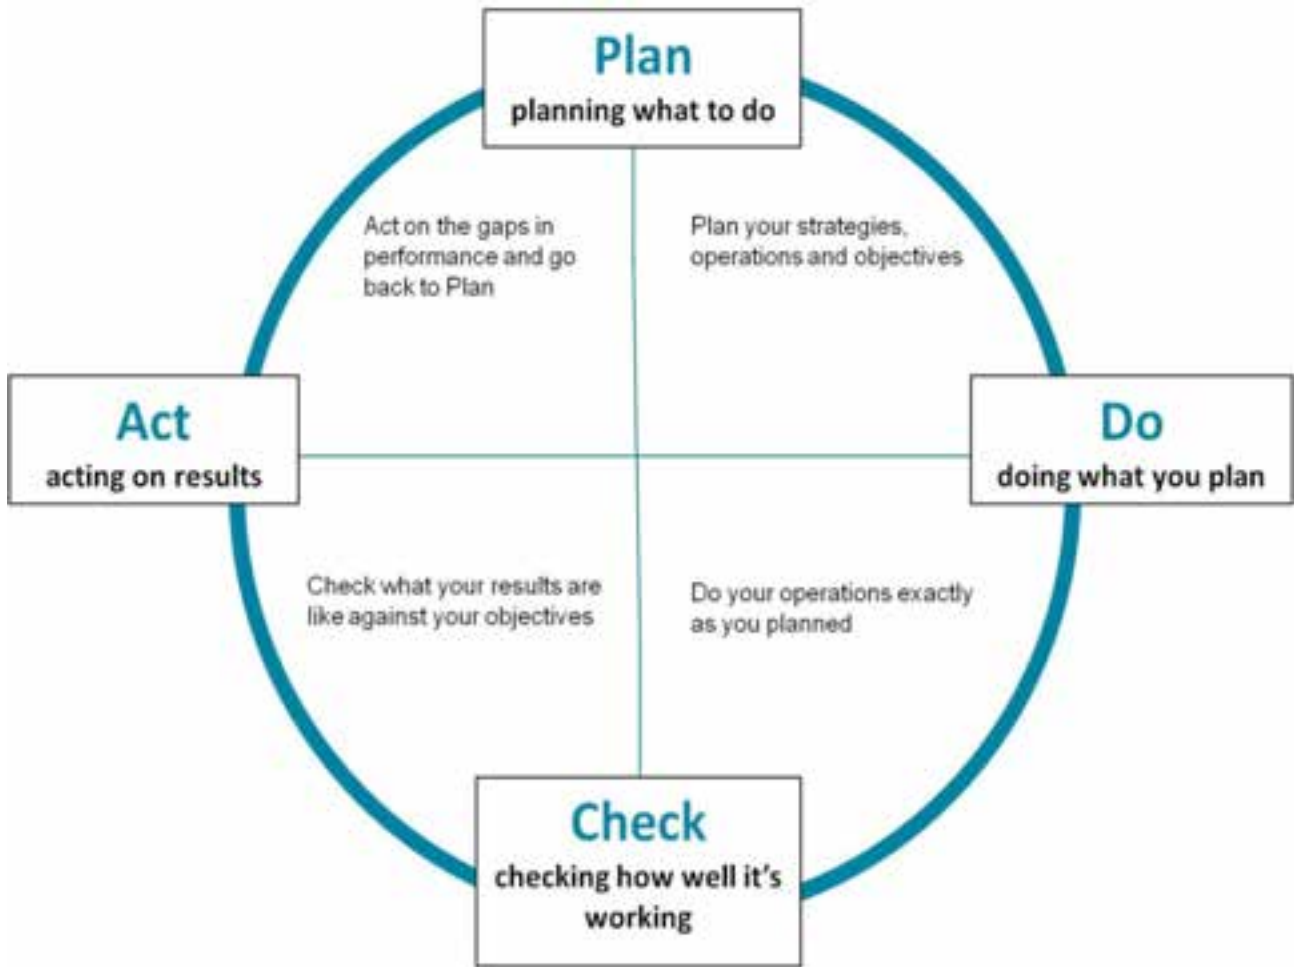 Plan
planning what to do
Act on the gaps in
performance and go
back to Plan
Plan your strategies,
operations and objectives
Act
acting on results
Do
doing what you plan
Check what your results are
like against your objectives
Do your operations exactly
as you planned
Check
checking how well it's
working